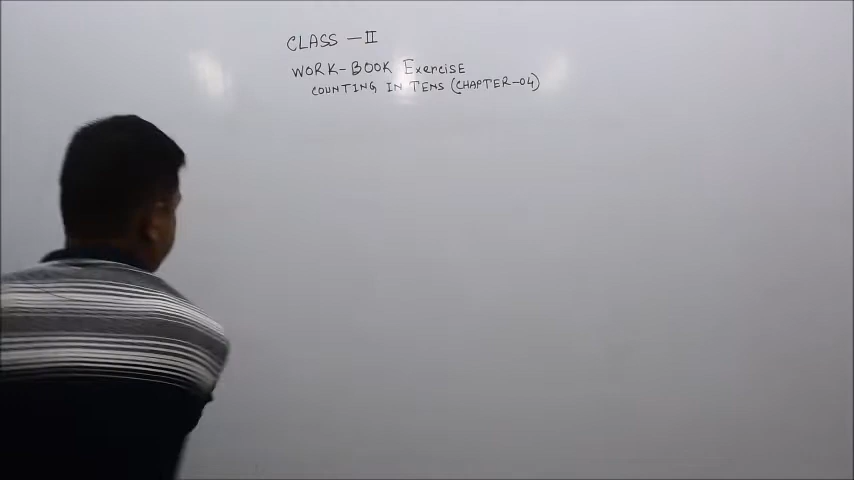 CLASS - II
WORK-BOOK Exercise
COUNTING IN TENS (CHAPTER-04)